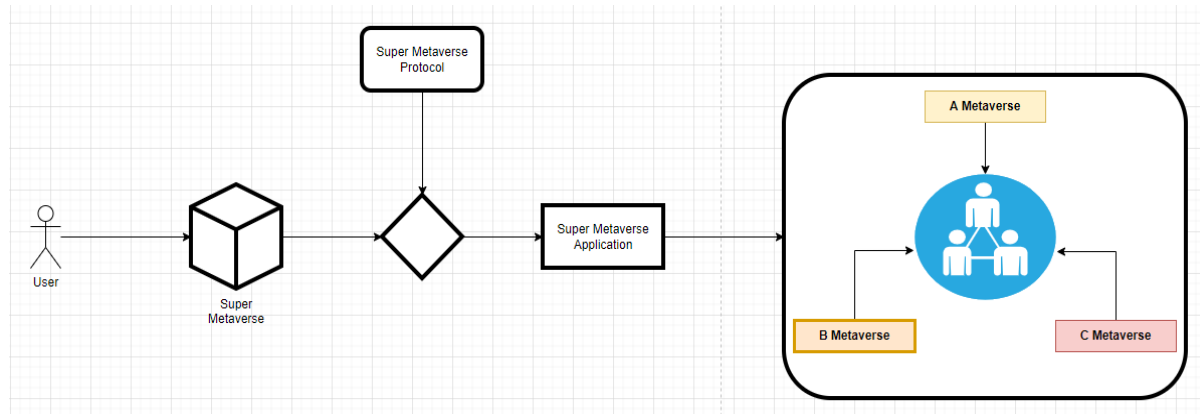 Super Metaverse
Protocol
A Metaverse
Super Metaverse
Application
User
Super
Metaverse
B Metaverse
C Metaverse